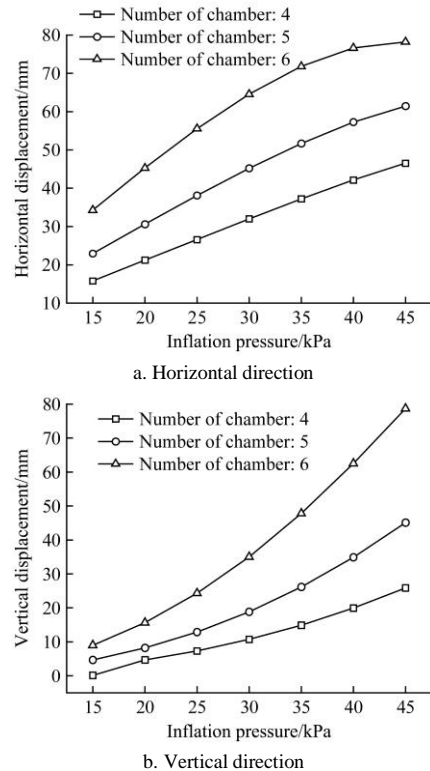 Number of chamber: 4
Number of chamber: 5
Number of chamber: 6
Horizontal displacement/mm
80
70
60
50
40
30
20
10
15 20 25 30 35 40 45
Inflation pressure/kPa
a. Horizontal direction
Number of chamber: 4
Number of chamber: 5
Number of chamber: 6
Vertical displacement/mm
80
70
60
50
40
30
20
10
0
15 20 25 30 35 40 45
Inflation pressure/kPa
b. Vertical direction